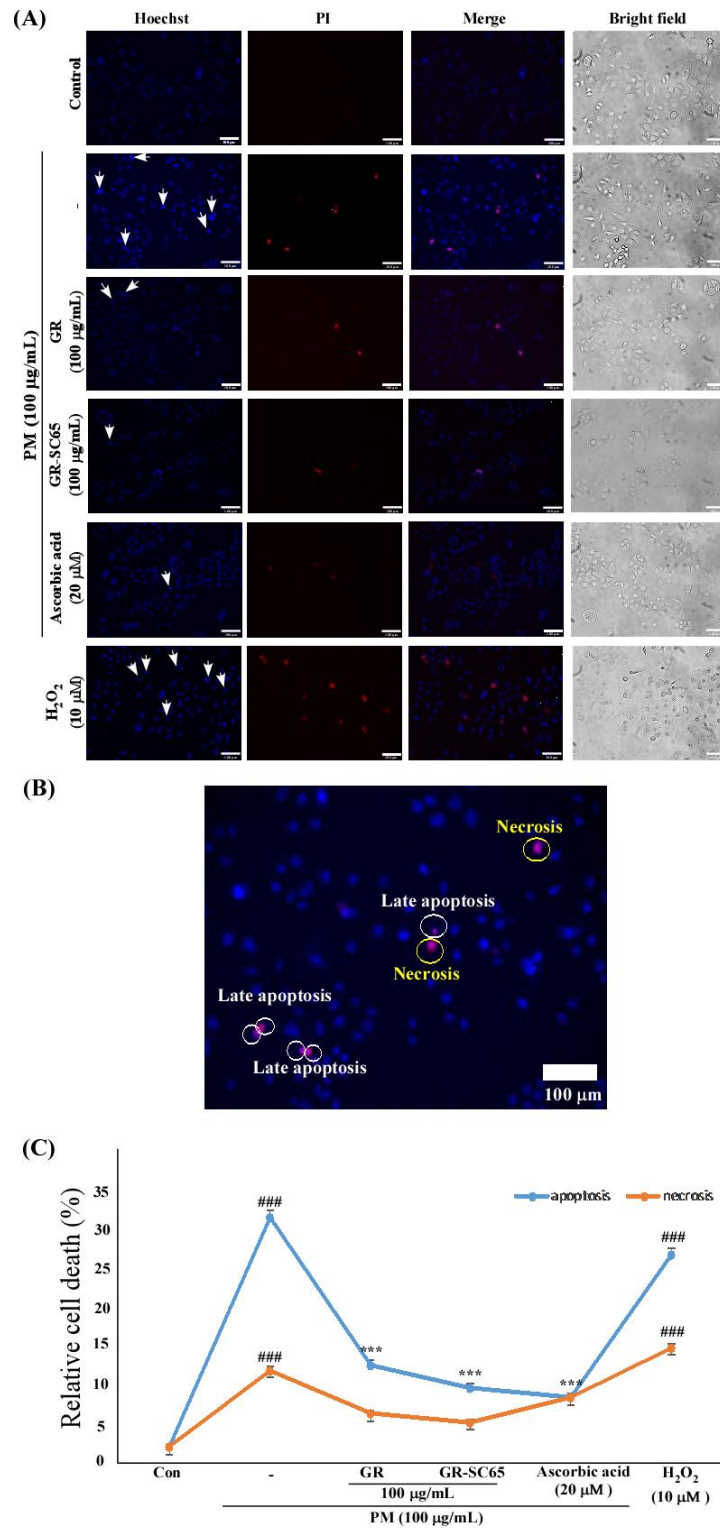 (A)
Hoechst PI Merge Bright field
Control
PM (100 μg/mL)
-
GR
(100 μg/mL)
GR-SC65
(100 μg/mL)
Ascorbic acid
(20 μM)
H2O2
(10 μM)
(B)
Necrosis
Late apoptosis
Necrosis
Late apoptosis
Late apoptosis
100 μm
(C)
Relative cell death (%)
35
30
25
20
15
10
5
0
apoptosis necrosis
###
###
***
***
***
###
###
Con - GR GR-SC65 Ascorbic acid H2O2
100 μg/mL (20 μM ) (10 μM )
PM (100 μg/mL)